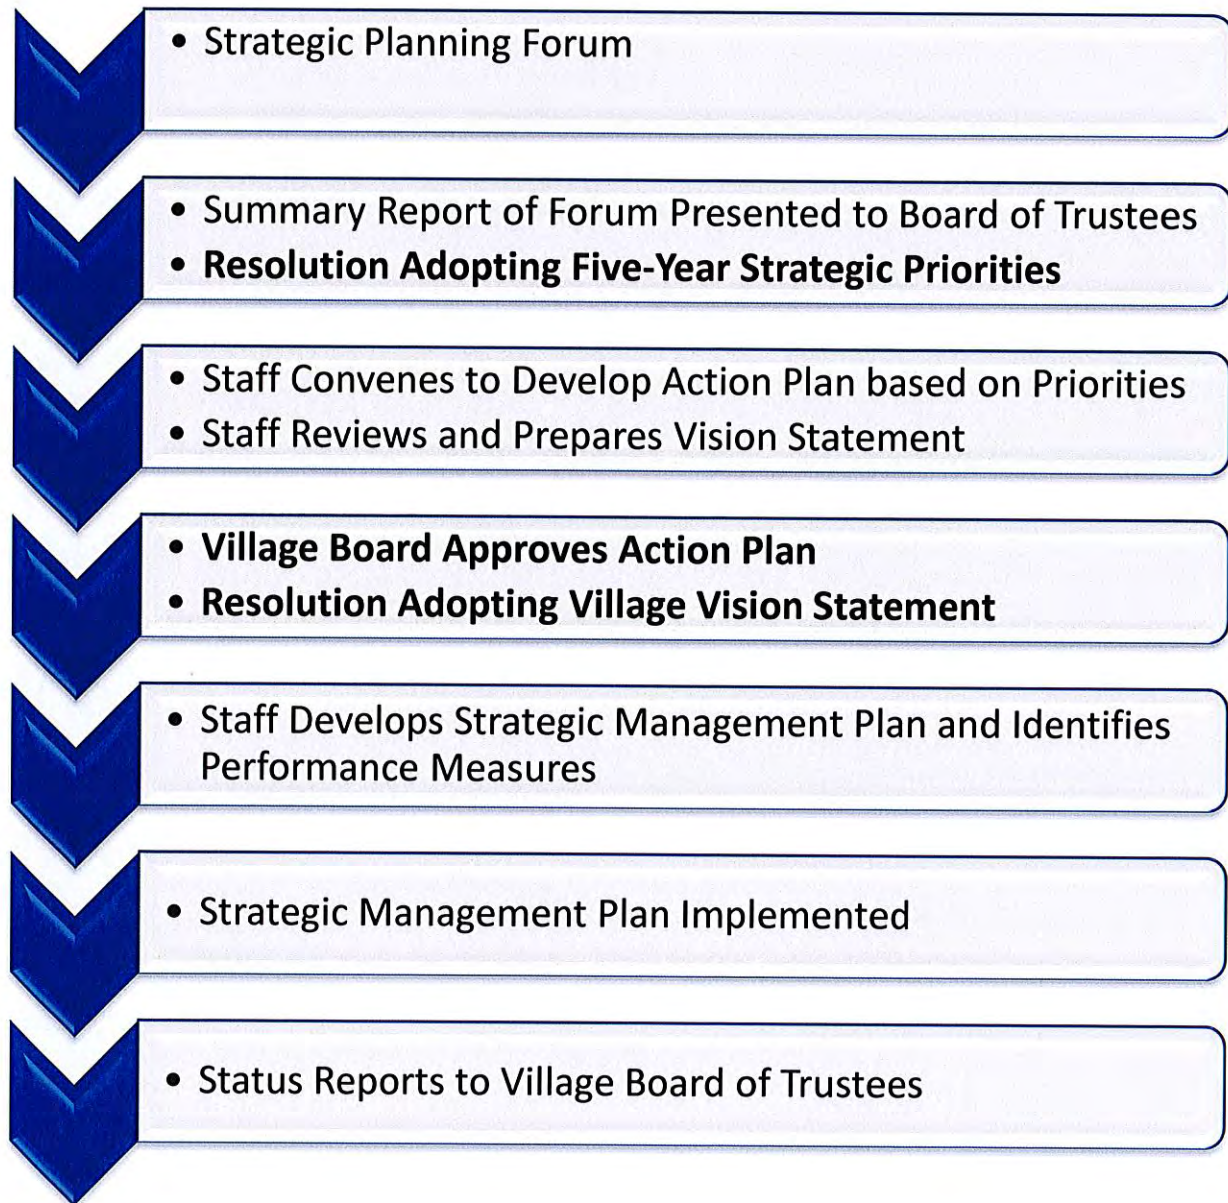 • Strategic Planning Forum
• Summary Report of Forum Presented to Board of Trustees
• Resolution Adopting Five-Year Strategic Priorities
• Staff Convenes to Develop Action Plan based on Priorities
• Staff Reviews and Prepares Vision Statement
• Village Board Approves Action Plan
• Resolution Adopting Village Vision Statement
• Staff Develops Strategic Management Plan and Identifies
Performance Measures
• Strategic Management Plan Implemented
• Status Reports to Village Board of Trustees